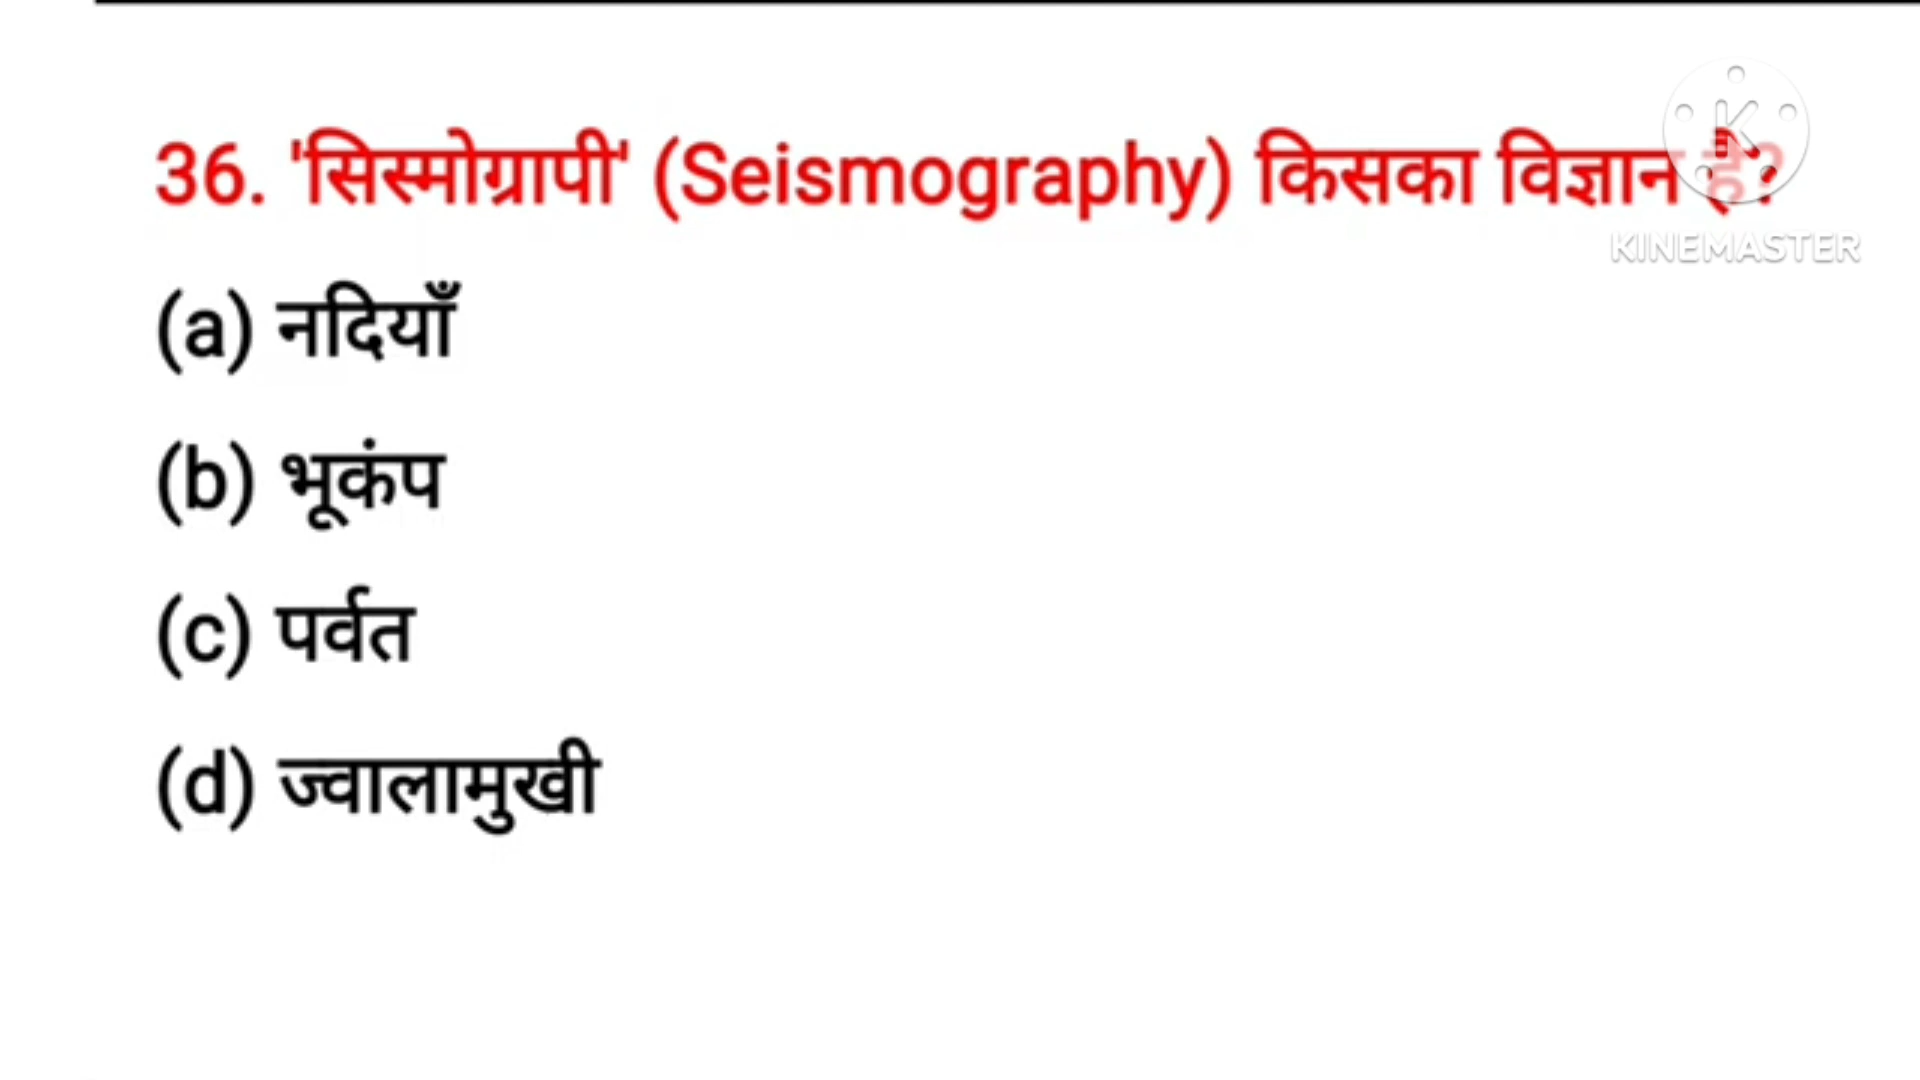 36. 'सिस्मोग्रापी' (Seismography) किसका विज्ञान है?
KINEMASTER
(a) नदियाँ
(b) भूकंप
(c) पर्वत
(d) ज्वालामुखी